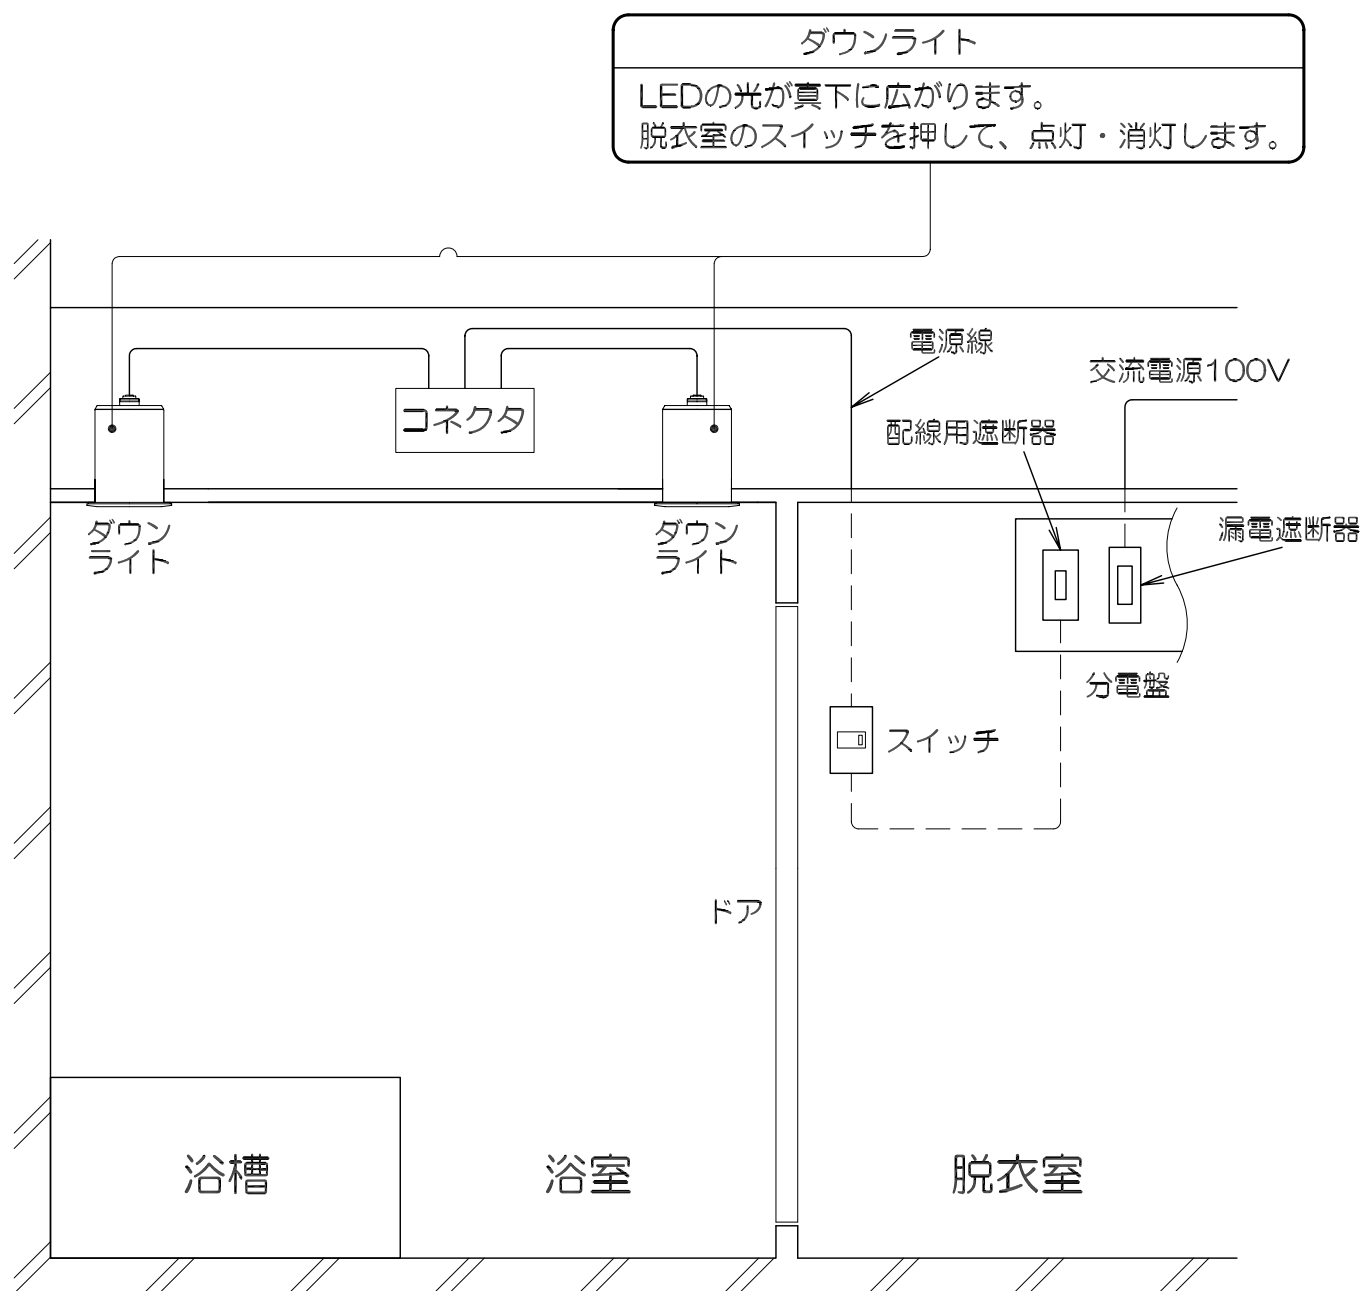 ダウンライト
LEDの光が真下に広がります。
脱衣室のスイッチを押して、点灯・消灯します。
電源線
交流電源100V
コネクタ
配線用遮断器
漏電遮断器
ダウン
ライト
ダウン
ライト
分電盤
スイッチ
ドア
浴槽
浴室
脱衣室